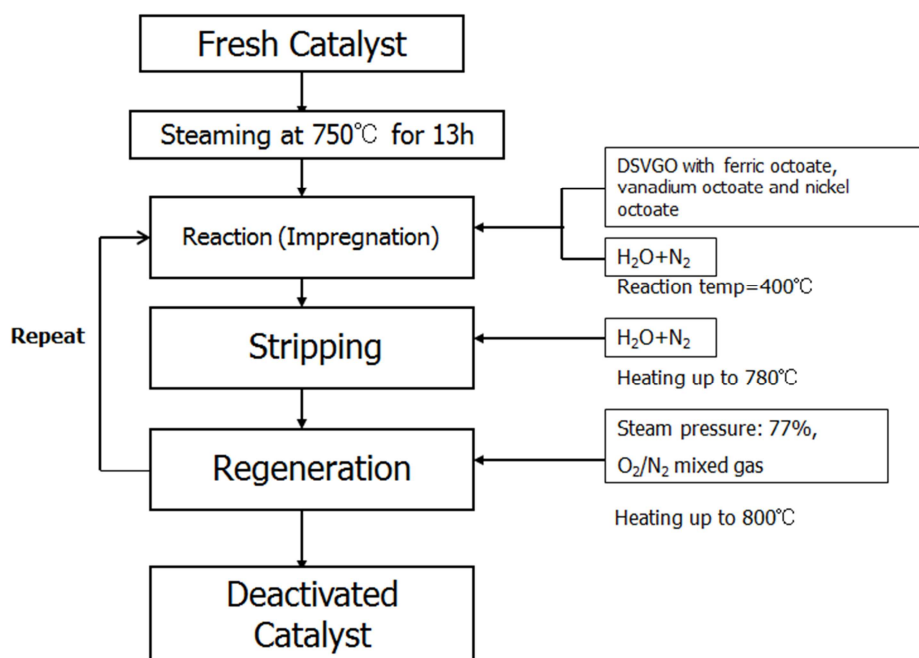 Fresh Catalyst
Steaming at 750℃ for 13h
DSVGO with ferric octoate,
vanadium octoate and nickel
octoate
Reaction (Impregnation)
H₂O+N₂
Reaction temp=400℃
Repeat
Stripping
H₂O+N₂
Heating up to 780℃
Regeneration
Steam pressure: 77%,
O₂/N₂ mixed gas
Heating up to 800℃
Deactivated
Catalyst